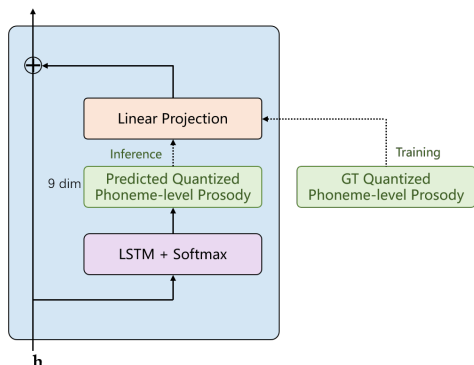 Linear Projection
Inference
Training
9 dim
Predicted Quantized
Phoneme-level Prosody
GT Quantized
Phoneme-level Prosody
LSTM + Softmax
h